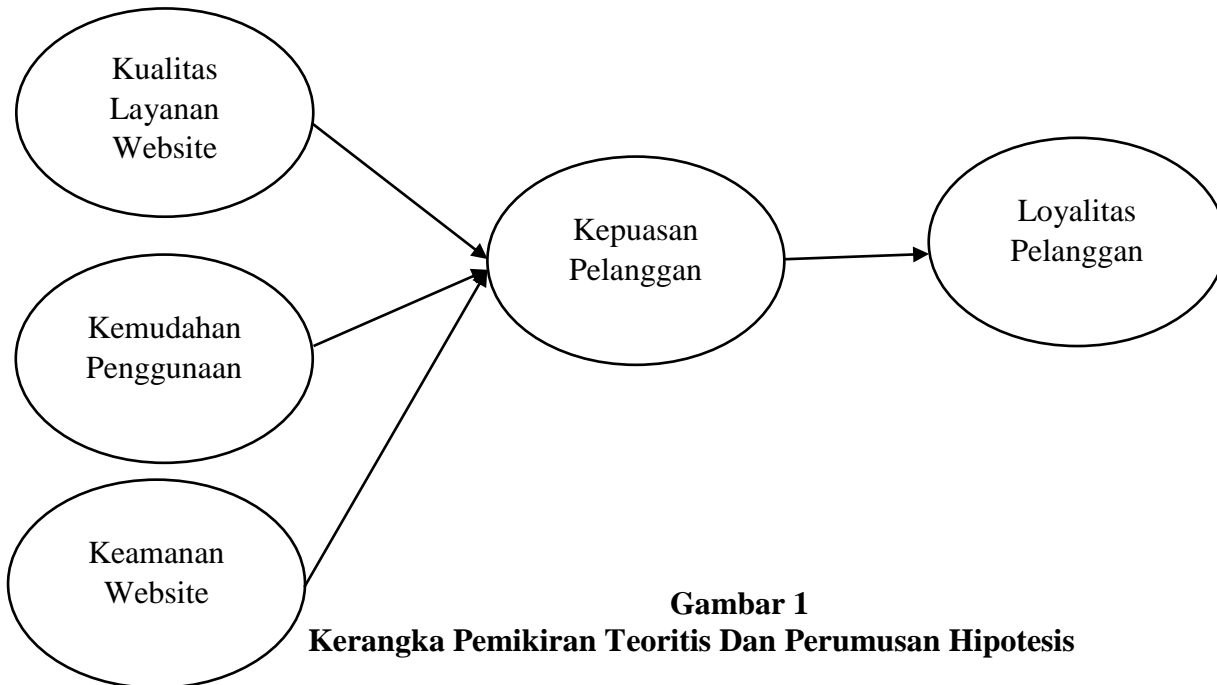 Kualitas
Layanan
Website
Kemudahan
Penggunaan
Keamanan
Website
Kepuasan
Pelanggan
Loyalitas
Pelanggan
Gambar 1
Kerangka Pemikiran Teoritis Dan Perumusan Hipotesis